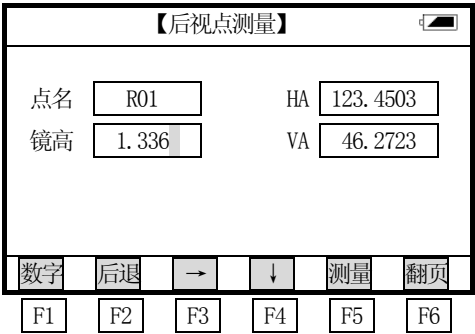 【后视点测量】
点名 R01 HA 123.4503
镜高 1.336 VA 46.2723
数字 后退 → ↓ 测量 翻页
F1 F2 F3 F4 F5 F6